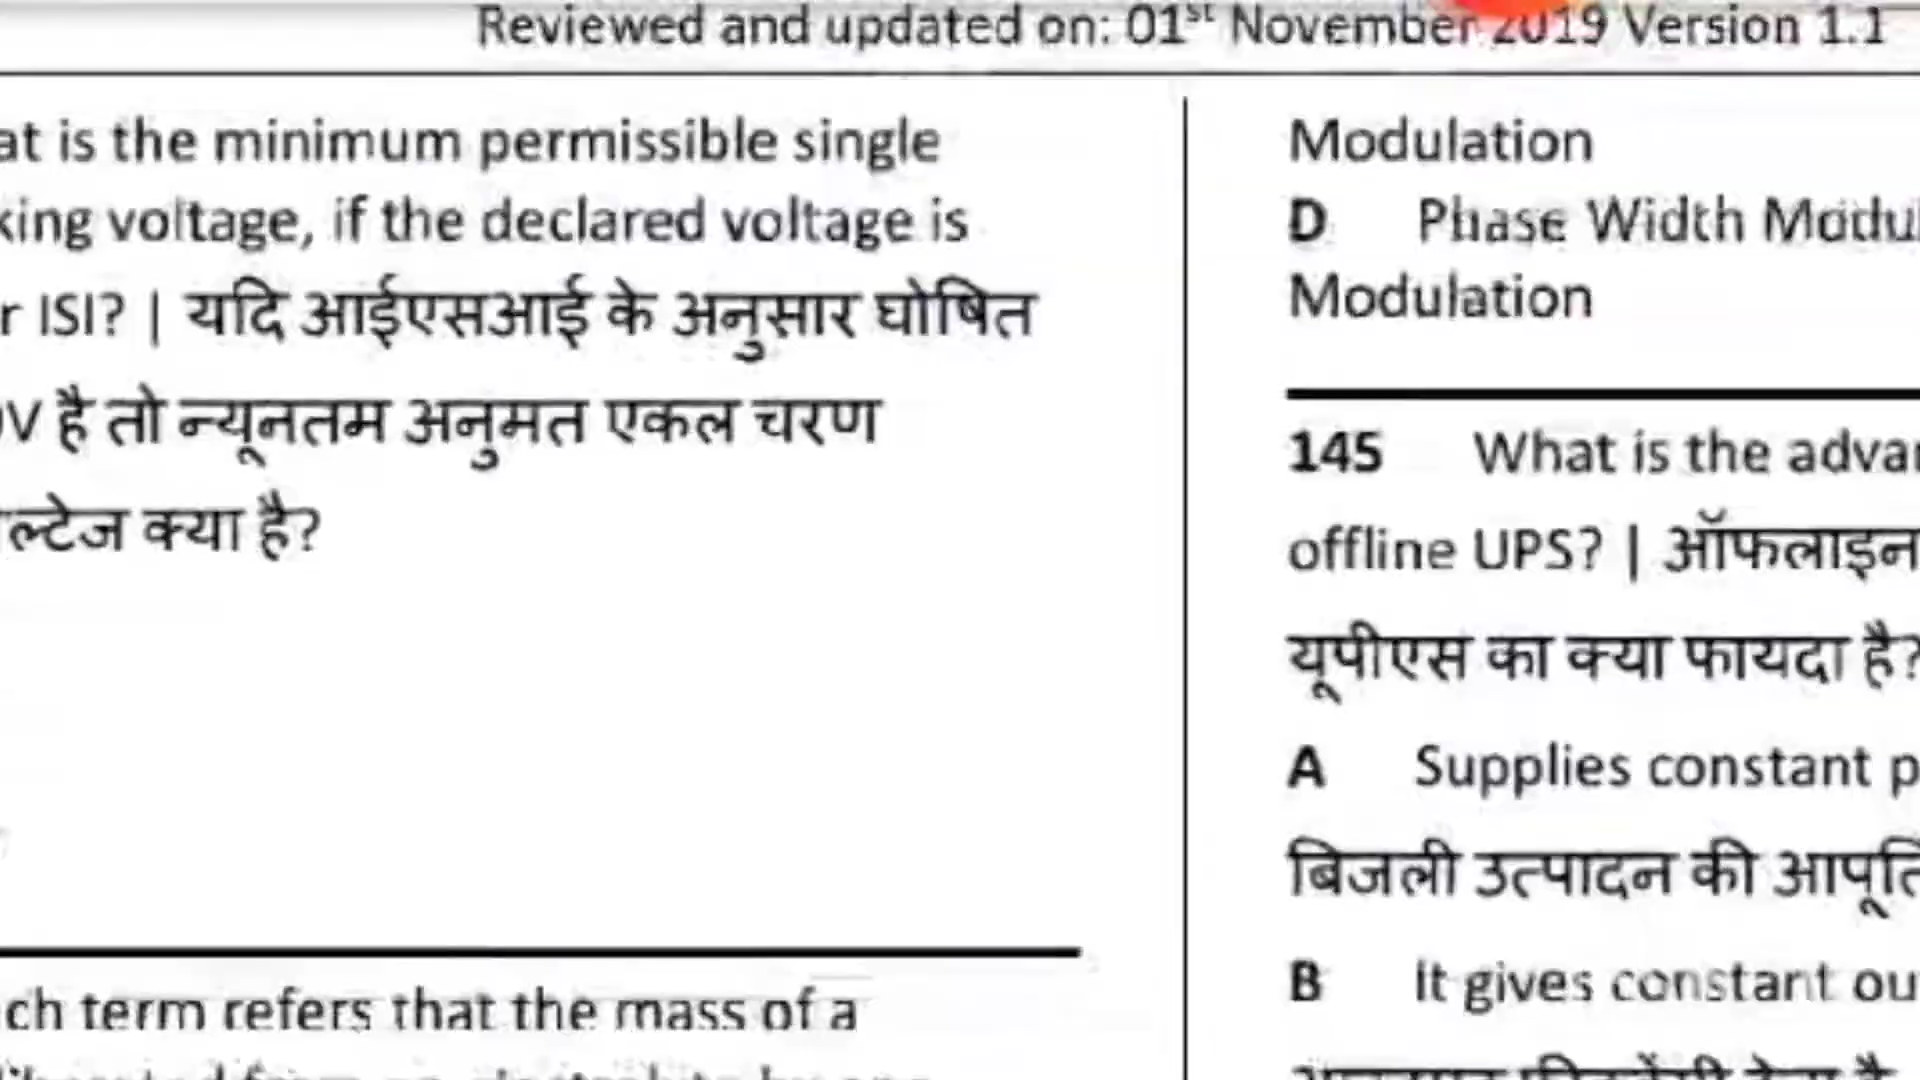 Reviewed and updated on: 01st November 2019 Version 1.1
at is the minimum permissible single
king voltage, if the declared voltage is
r ISI? | यदि आईएसआई के अनुसार घोषित
V है तो न्यूनतम अनुमत एकल चरण
ल्टेज क्या है?
ch term refers that the mass of a
Modulation
D Phase Width Modul
Modulation
145 What is the advan
offline UPS? | ऑफलाइन
यूपीएस का क्या फायदा है?
A Supplies constant p
बिजली उत्पादन की आपूर्ति
B It gives constant ou